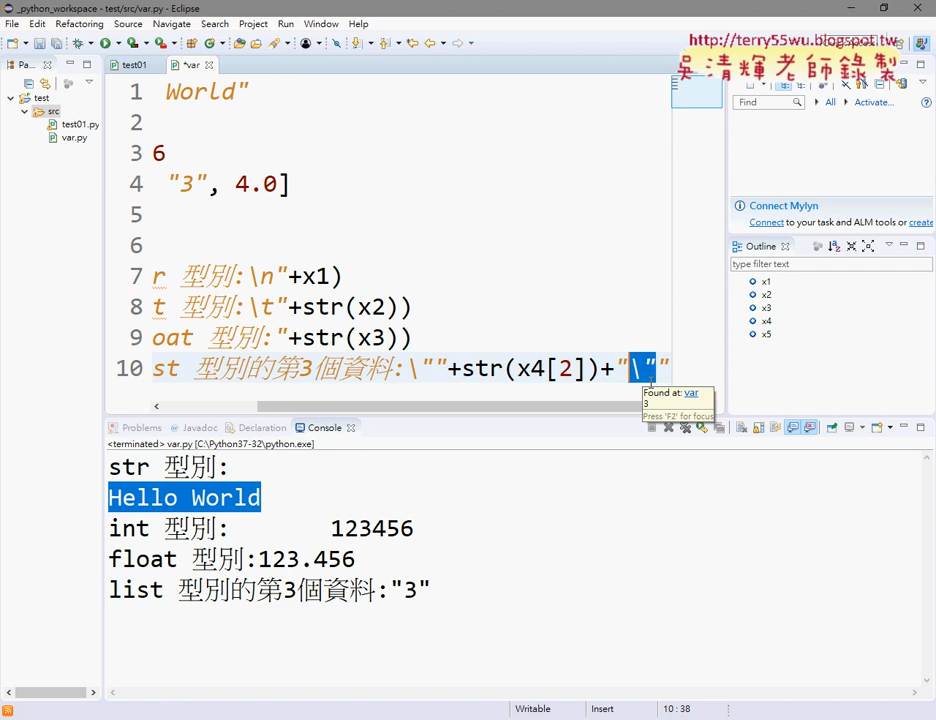 _python_workspace - test/src/var.py - Eclipse
File Edit Refactoring Source Navigate Search Project Run Window Help
http://terry55wu.blogspot.tw
吳清輝老師錄製
Pa...
test01
*var
test
src
test01.py
var.py
1 World"
2
3 6
4 "3", 4.0]
5
6
7 r 型別:\n"+x1)
8 t 型別:\t"+str(x2))
9 oat 型別:"+str(x3))
10 st 型別的第3個資料:\""+str(x4[2])+"\""
Found at: var
3
Press 'F2' for focus
Find All Activate...
Connect Mylyn
Connect to your task and ALM tools or create
Outline
type filter text
x1
x2
x3
x4
x5
Problems Javadoc Declaration Console
<terminated> var.py [C:\Python37-32\python.exe]
str 型別:
Hello World
int 型別: 123456
float 型別:123.456
list 型別的第3個資料:"3"
Writable Insert 10 : 38